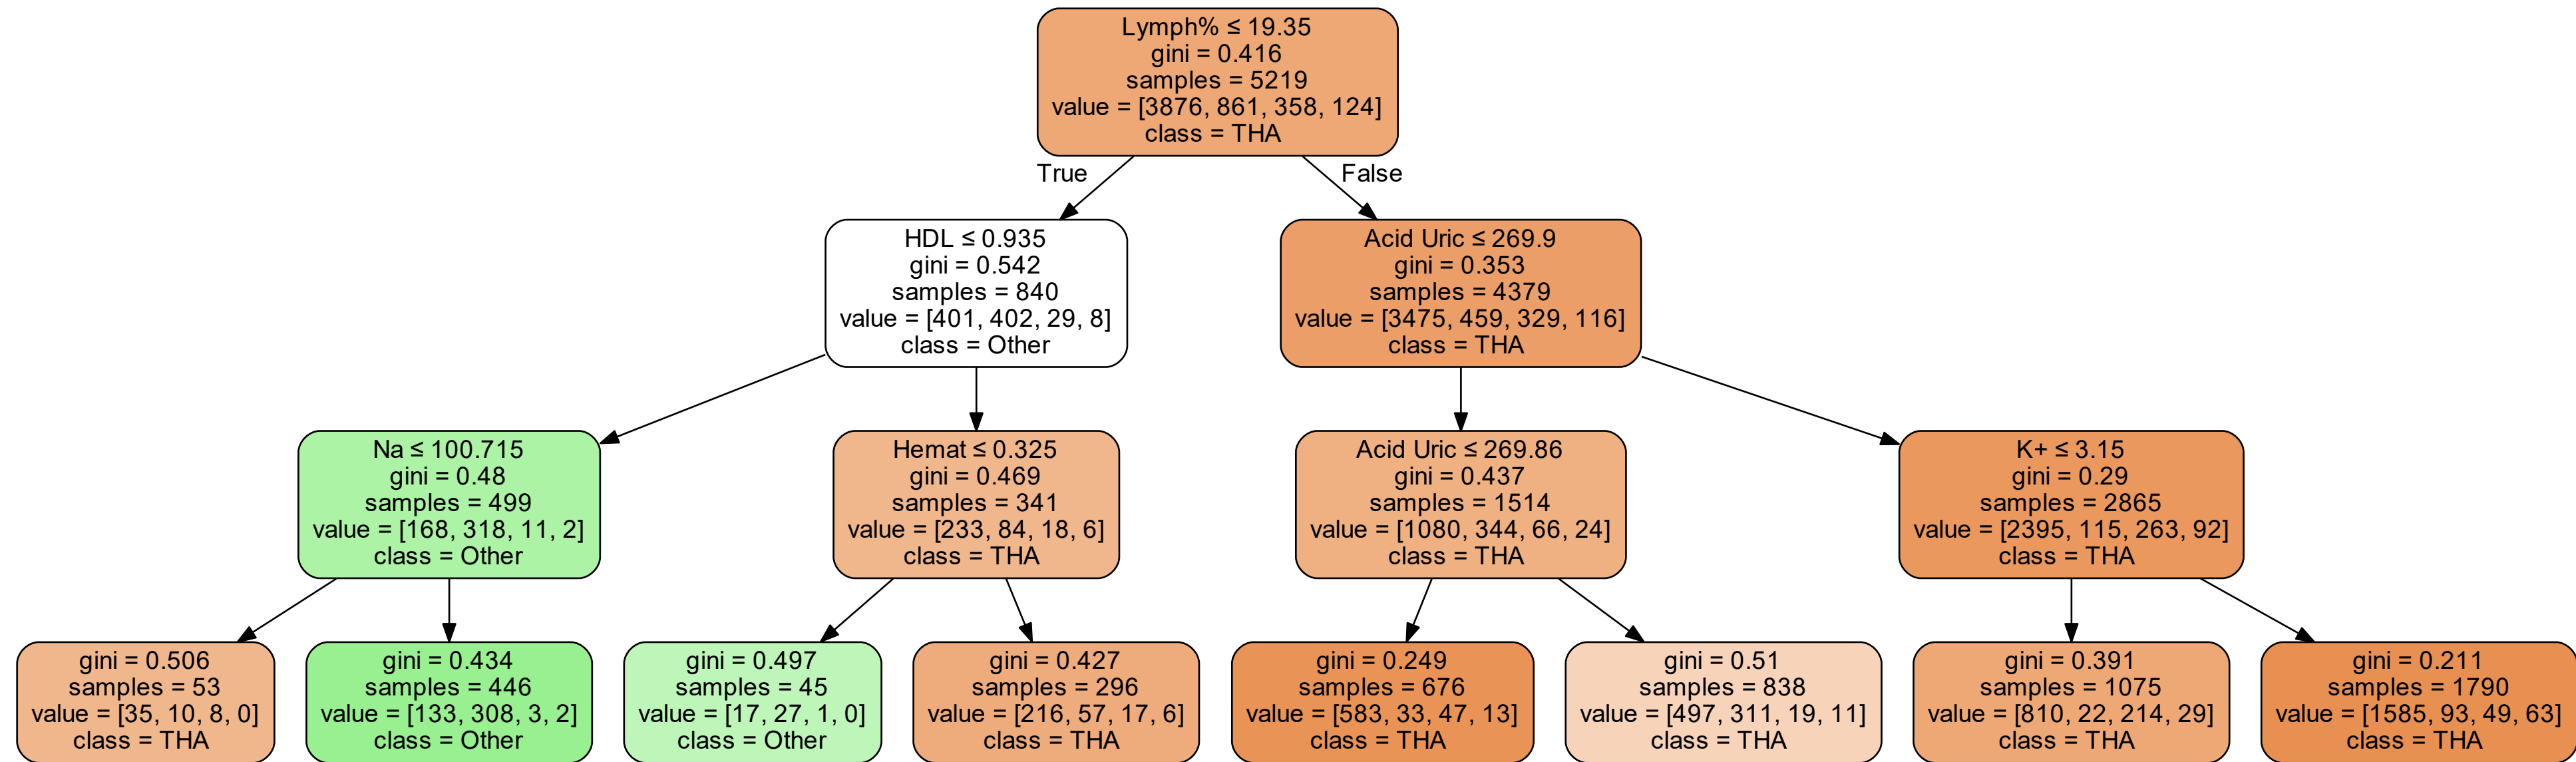 Lymph% ≤ 19.35
gini = 0.416
samples = 5219
value = [3876, 861, 358, 124]
class = THA
True
False
HDL ≤ 0.935
gini = 0.542
samples = 840
value = [401, 402, 29, 8]
class = Other
Acid Uric ≤ 269.9
gini = 0.353
samples = 4379
value = [3475, 459, 329, 116]
class = THA
Na ≤ 100.715
gini = 0.48
samples = 499
value = [168, 318, 11, 2]
class = Other
Hemat ≤ 0.325
gini = 0.469
samples = 341
value = [233, 84, 18, 6]
class = THA
Acid Uric ≤ 269.86
gini = 0.437
samples = 1514
value = [1080, 344, 66, 24]
class = THA
K+ ≤ 3.15
gini = 0.29
samples = 2865
value = [2395, 115, 263, 92]
class = THA
gini = 0.506
samples = 53
value = [35, 10, 8, 0]
class = THA
gini = 0.434
samples = 446
value = [133, 308, 3, 2]
class = Other
gini = 0.497
samples = 45
value = [17, 27, 1, 0]
class = Other
gini = 0.427
samples = 296
value = [216, 57, 17, 6]
class = THA
gini = 0.249
samples = 676
value = [583, 33, 47, 13]
class = THA
gini = 0.51
samples = 838
value = [497, 311, 19, 11]
class = THA
gini = 0.391
samples = 1075
value = [810, 22, 214, 29]
class = THA
gini = 0.211
samples = 1790
value = [1585, 93, 49, 63]
class = THA